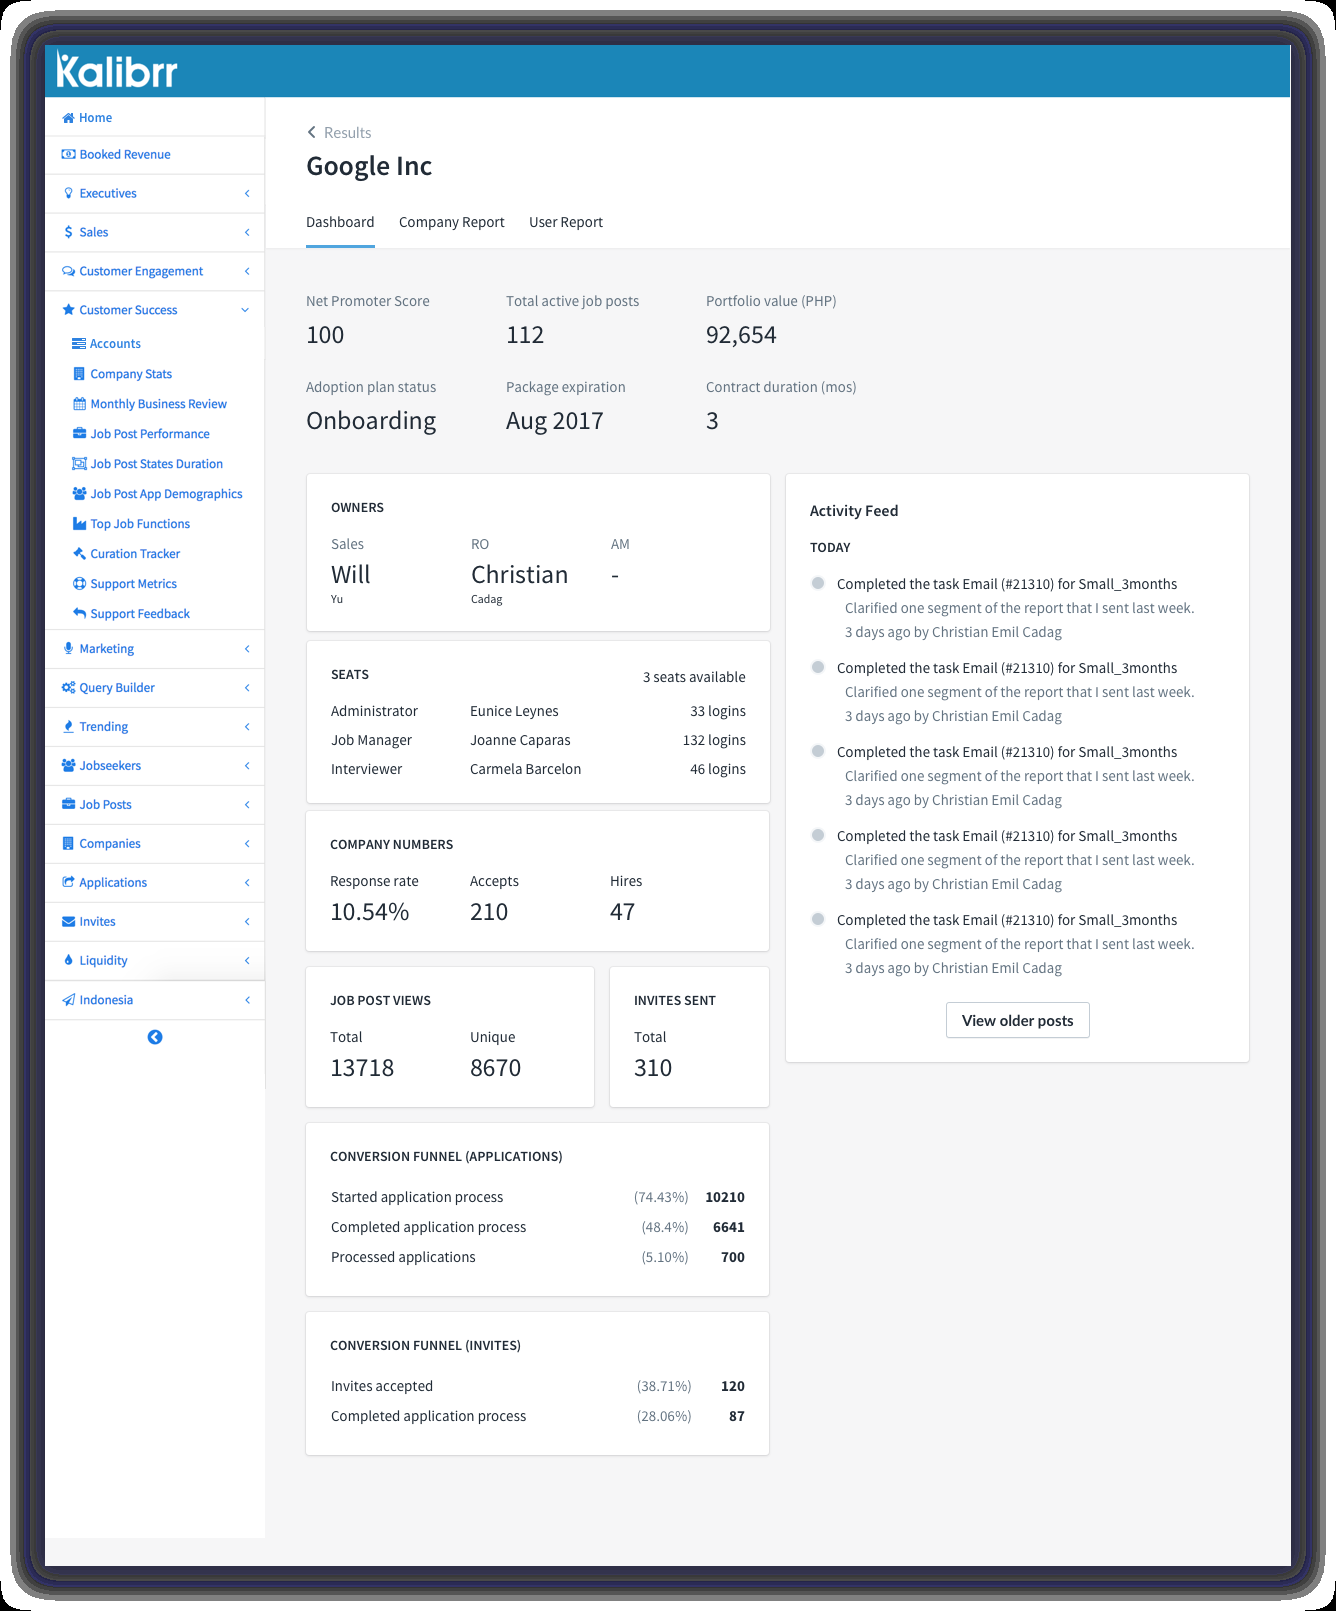 Kalibrr
Home
Booked Revenue
Executives
Sales
Customer Engagement
Customer Success
Accounts
Company Stats
Monthly Business Review
Job Post Performance
Job Post States Duration
Job Post App Demographics
Top Job Functions
Curation Tracker
Support Metrics
Support Feedback
Marketing
Query Builder
Trending
Jobseekers
Job Posts
Companies
Applications
Invites
Liquidity
Indonesia
Results
Google Inc
Dashboard Company Report User Report
Net Promoter Score Total active job posts Portfolio value (PHP)
100 112 92,654
Adoption plan status Package expiration Contract duration (mos)
Onboarding Aug 2017 3
OWNERS
Sales RO AM
Will Christian -
Yu Cadag
SEATS 3 seats available
Administrator Eunice Leynes 33 logins
Job Manager Joanne Caparas 132 logins
Interviewer Carmela Barcelon 46 logins
COMPANY NUMBERS
Response rate Accepts Hires
10.54% 210 47
JOB POST VIEWS
Total Unique
13718 8670
INVITES SENT
Total
310
CONVERSION FUNNEL (APPLICATIONS)
Started application process (74.43%) 10210
Completed application process (48.4%) 6641
Processed applications (5.10%) 700
CONVERSION FUNNEL (INVITES)
Invites accepted (38.71%) 120
Completed application process (28.06%) 87
Activity Feed
TODAY
Completed the task Email (#21310) for Small_3months
Clarified one segment of the report that I sent last week.
3 days ago by Christian Emil Cadag
Completed the task Email (#21310) for Small_3months
Clarified one segment of the report that I sent last week.
3 days ago by Christian Emil Cadag
Completed the task Email (#21310) for Small_3months
Clarified one segment of the report that I sent last week.
3 days ago by Christian Emil Cadag
Completed the task Email (#21310) for Small_3months
Clarified one segment of the report that I sent last week.
3 days ago by Christian Emil Cadag
Completed the task Email (#21310) for Small_3months
Clarified one segment of the report that I sent last week.
3 days ago by Christian Emil Cadag
View older posts